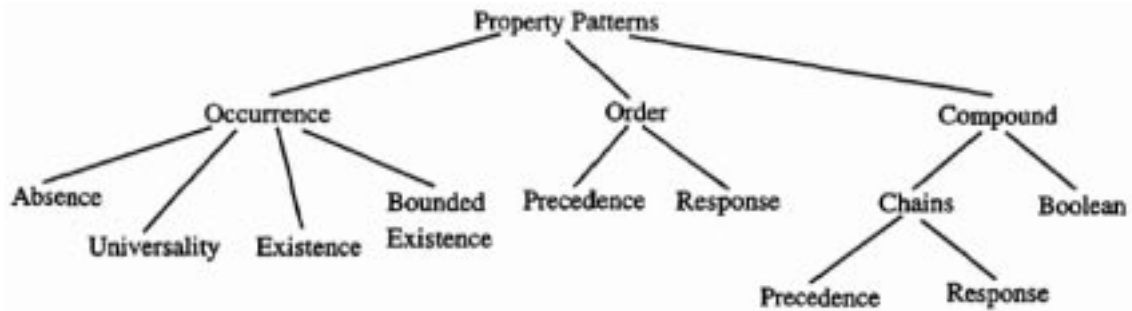 Property Patterns
Occurrence
Order
Compound
Absence
Universality
Existence
Bounded
Existence
Precedence
Response
Chains
Boolean
Precedence
Response